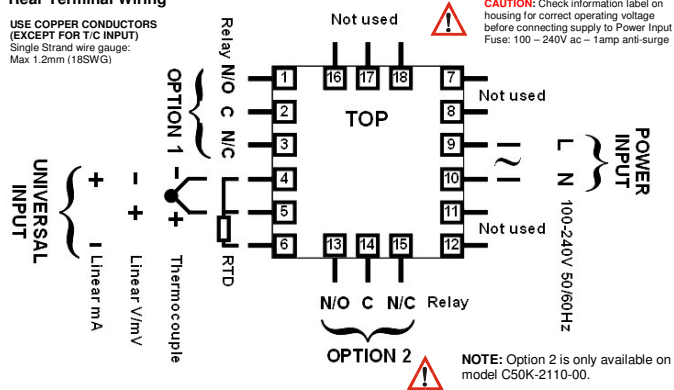 Rear Terminal Wiring
USE COPPER CONDUCTORS
(EXCEPT FOR T/C INPUT)
Single Strand wire gauge:
Max 1.2mm (18SWG)
CAUTION: Check information label on
housing for correct operating voltage
before connecting supply to Power Input
Fuse: 100 – 240V ac – 1amp anti-surge
Not used
16 17 18
TOP
Relay N/O C N/C
OPTION 1
1
2
3
4
5
6
7
8
9
10
11
12
Not used
Not used
L
N
~
POWER
INPUT
100-240V 50/60Hz
UNIVERSAL
INPUT
+ –
Linear mA
– +
Linear V/mV
– +
Thermocouple
RTD
13 14 15
N/O C N/C Relay
OPTION 2
NOTE: Option 2 is only available on
model C50K-2110-00.